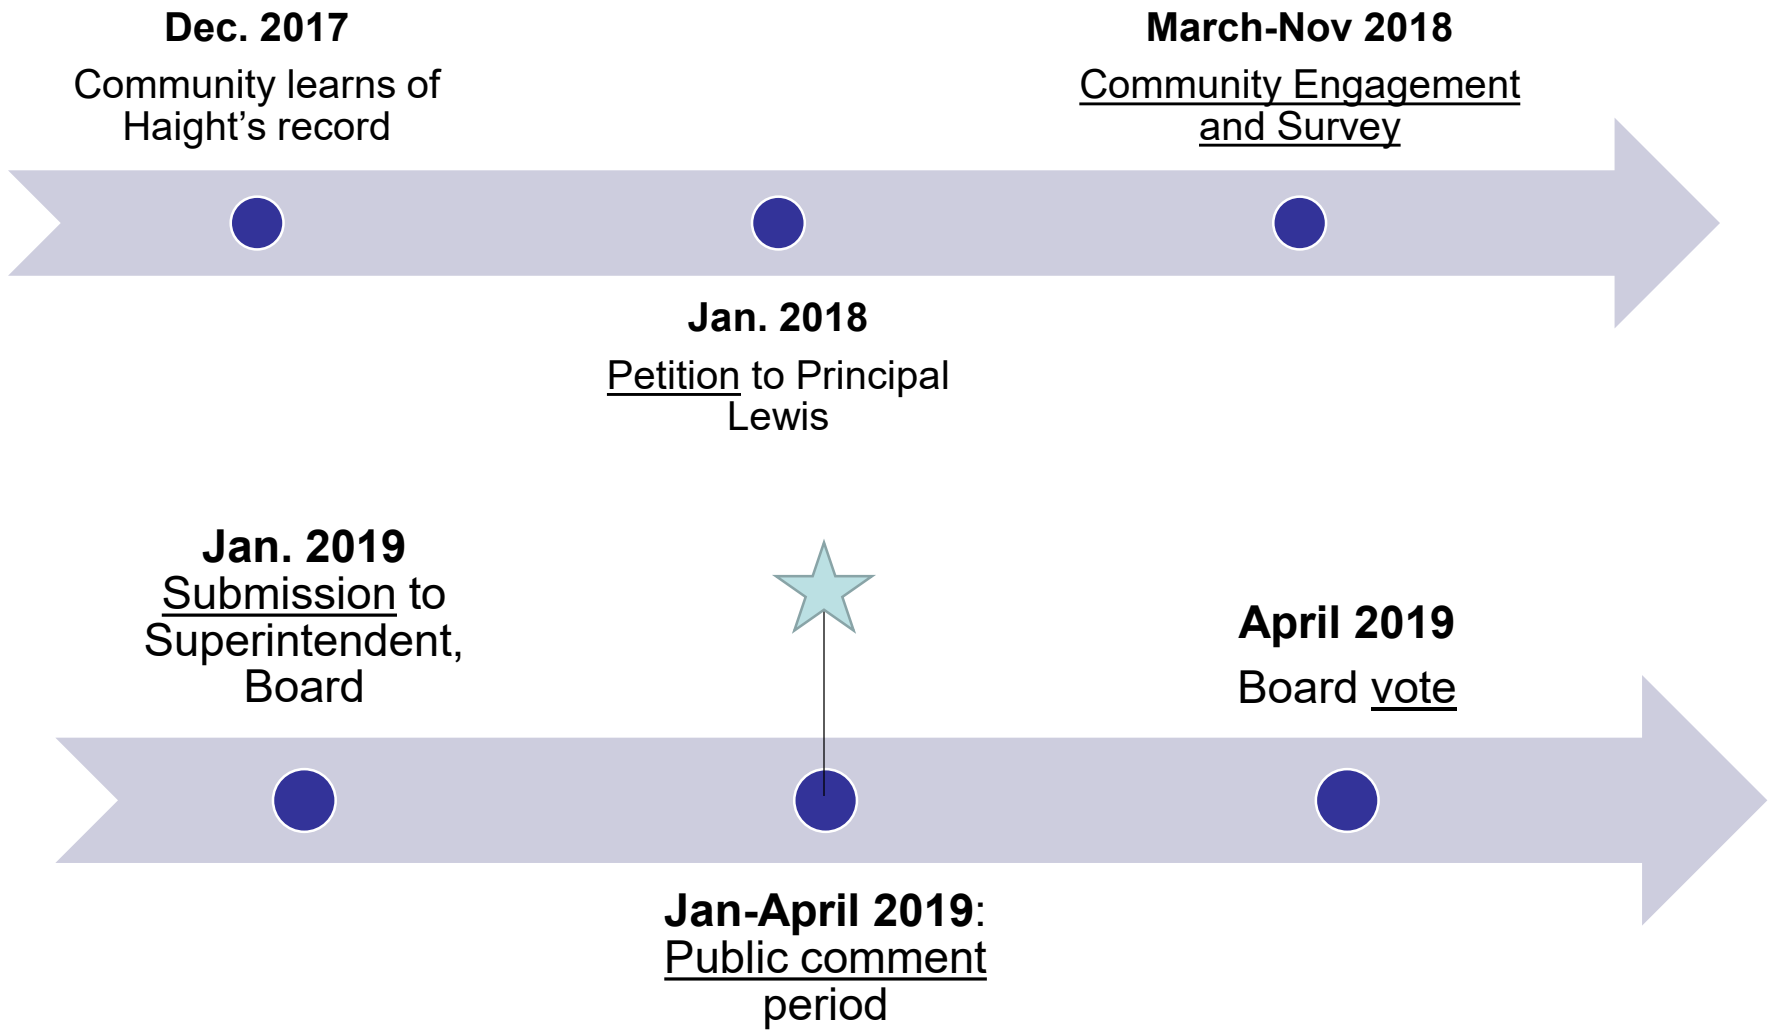 Dec. 2017
Community learns of
Haight's record
Jan. 2018
Petition to Principal
Lewis
March-Nov 2018
Community Engagement
and Survey
Jan. 2019
Submission to
Superintendent,
Board
Jan-April 2019:
Public comment
period
April 2019
Board vote